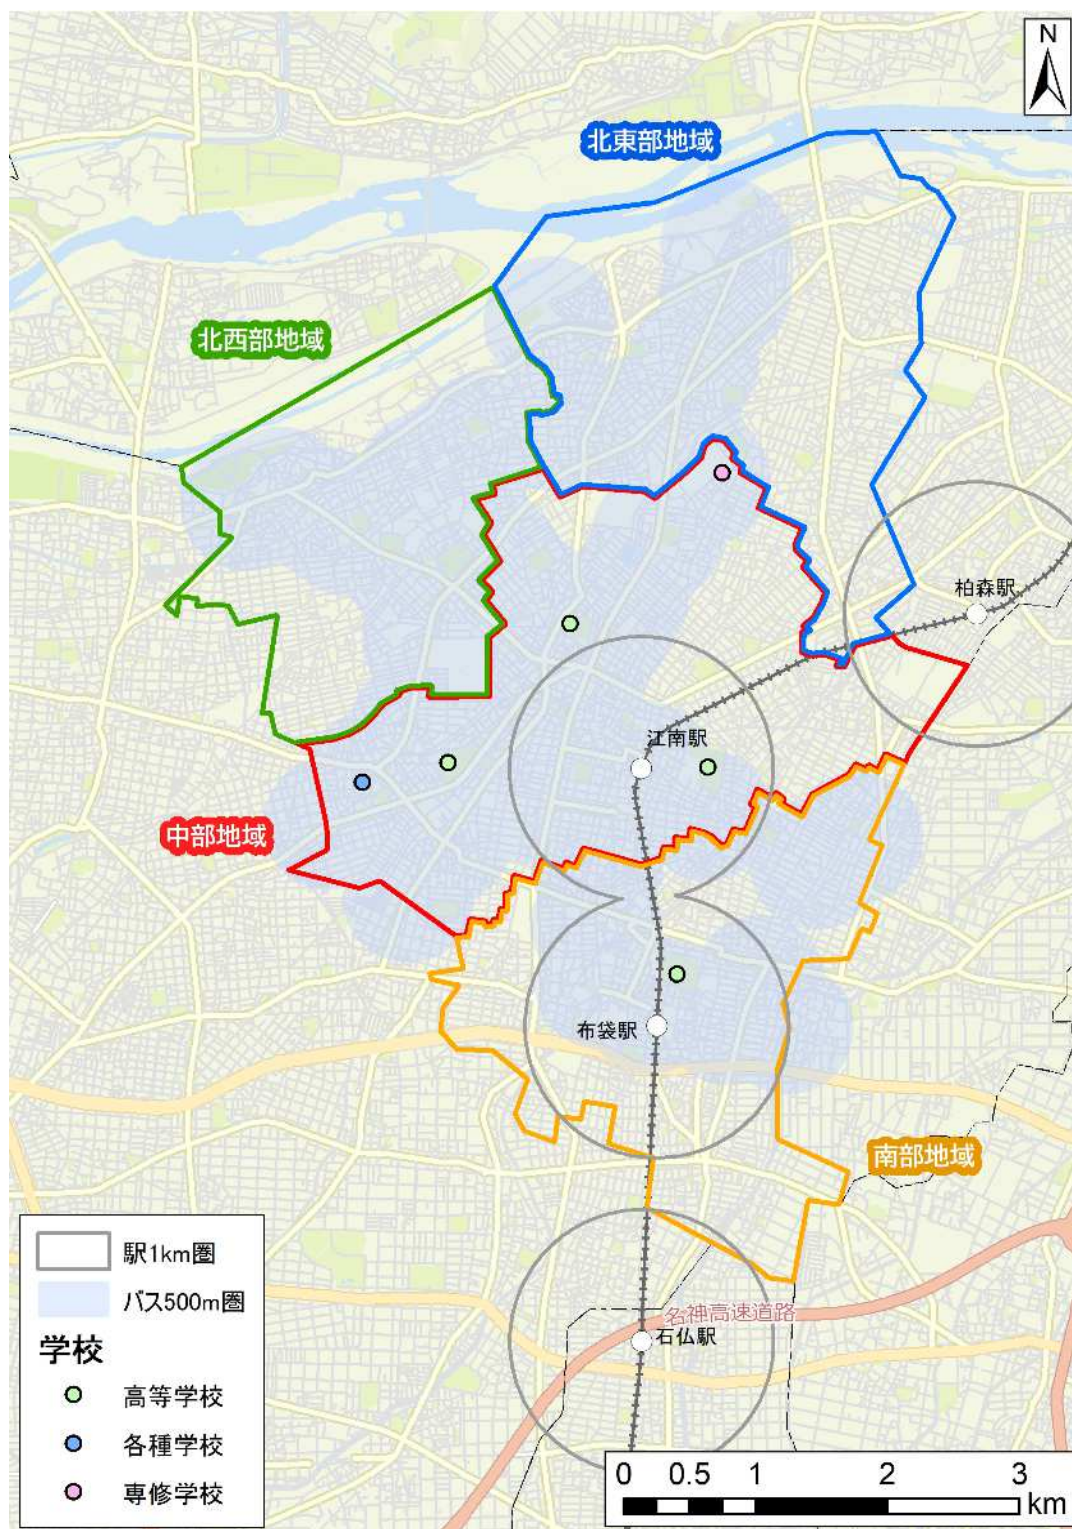 N
北東部地域
北西部地域
柏森駅
江南駅
中部地域
布袋駅
南部地域
名神高速道路
石仏駅
駅1km圏
バス500m圏
学校
高等学校
各種学校
専修学校
0 0.5 1 2 3
km